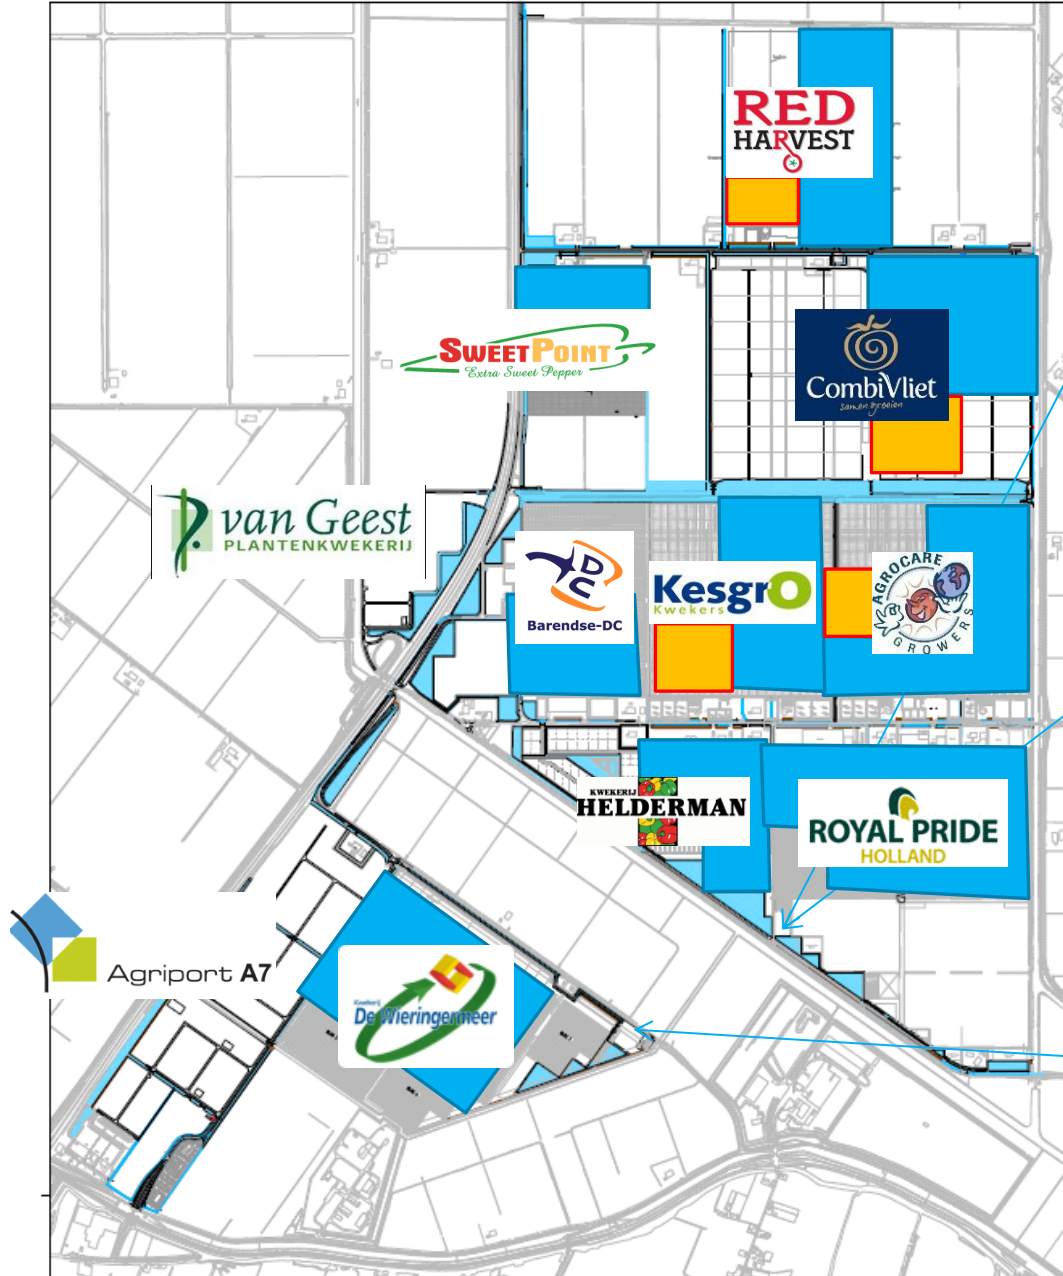 RED
HARVEST
SWEETPOINT
Extra Sweet Pepper
CombiVliet
samen groeien
van Geest
PLANTENKWEKERIJ
DC
Barendse-DC
KesgrO
Kwekers
AGROCARE
GROWERS
KWEKERIJ
HELDERMAN
ROYAL PRIDE
HOLLAND
Agriport A7
Kwekerij
De Wieringermeer